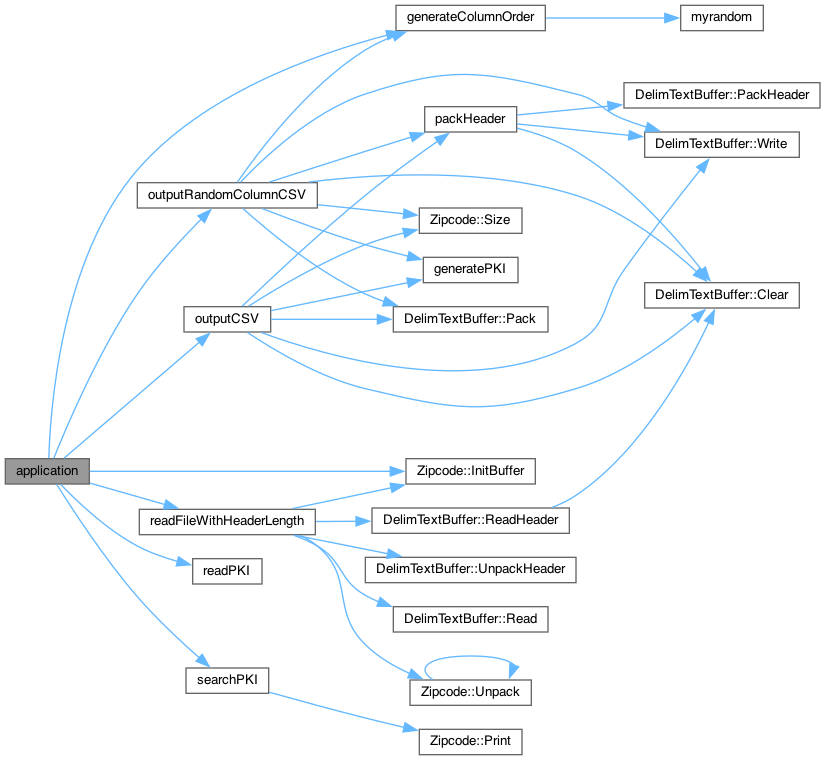 generateColumnOrder
myrandom
DelimTextBuffer::PackHeader
packHeader
DelimTextBuffer::Write
outputRandomColumnCSV
Zipcode::Size
generatePKI
DelimTextBuffer::Clear
outputCSV
DelimTextBuffer::Pack
application
Zipcode::InitBuffer
readFileWithHeaderLength
DelimTextBuffer::ReadHeader
readPKI
DelimTextBuffer::UnpackHeader
DelimTextBuffer::Read
searchPKI
Zipcode::Unpack
Zipcode::Print